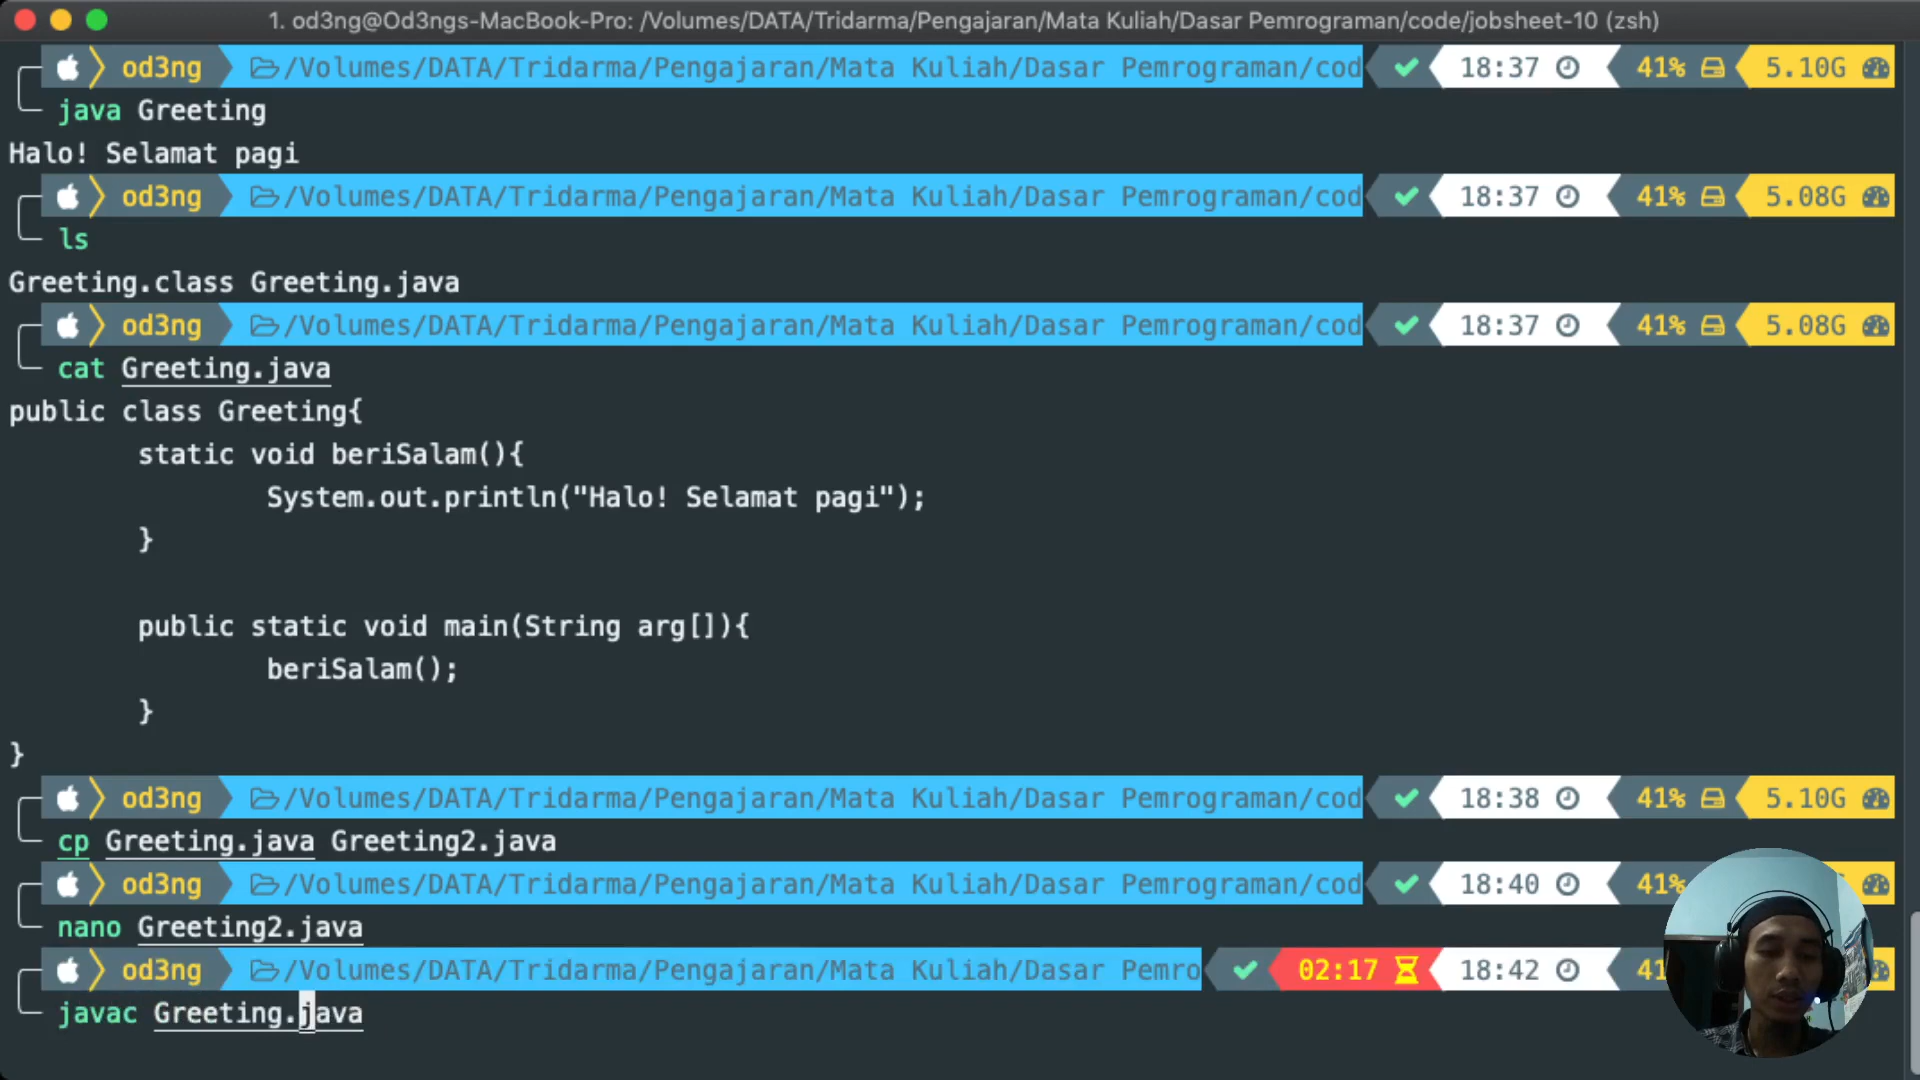 1. od3ng@Od3ngs-MacBook-Pro: /Volumes/DATA/Tridarma/Pengajaran/Mata Kuliah/Dasar Pemrograman/code/jobsheet-10 (zsh)
od3ng /Volumes/DATA/Tridarma/Pengajaran/Mata Kuliah/Dasar Pemrograman/cod 18:37 41% 5.10G
java Greeting
Halo! Selamat pagi
od3ng /Volumes/DATA/Tridarma/Pengajaran/Mata Kuliah/Dasar Pemrograman/cod 18:37 41% 5.08G
ls
Greeting.class Greeting.java
od3ng /Volumes/DATA/Tridarma/Pengajaran/Mata Kuliah/Dasar Pemrograman/cod 18:37 41% 5.08G
cat Greeting.java
public class Greeting{
static void beriSalam(){
System.out.println("Halo! Selamat pagi");
}
public static void main(String arg[]){
beriSalam();
}
}
od3ng /Volumes/DATA/Tridarma/Pengajaran/Mata Kuliah/Dasar Pemrograman/cod 18:38 41% 5.10G
cp Greeting.java Greeting2.java
od3ng /Volumes/DATA/Tridarma/Pengajaran/Mata Kuliah/Dasar Pemrograman/cod 18:40 41%
nano Greeting2.java
od3ng /Volumes/DATA/Tridarma/Pengajaran/Mata Kuliah/Dasar Pemro 02:17 18:42 41
javac Greeting.java